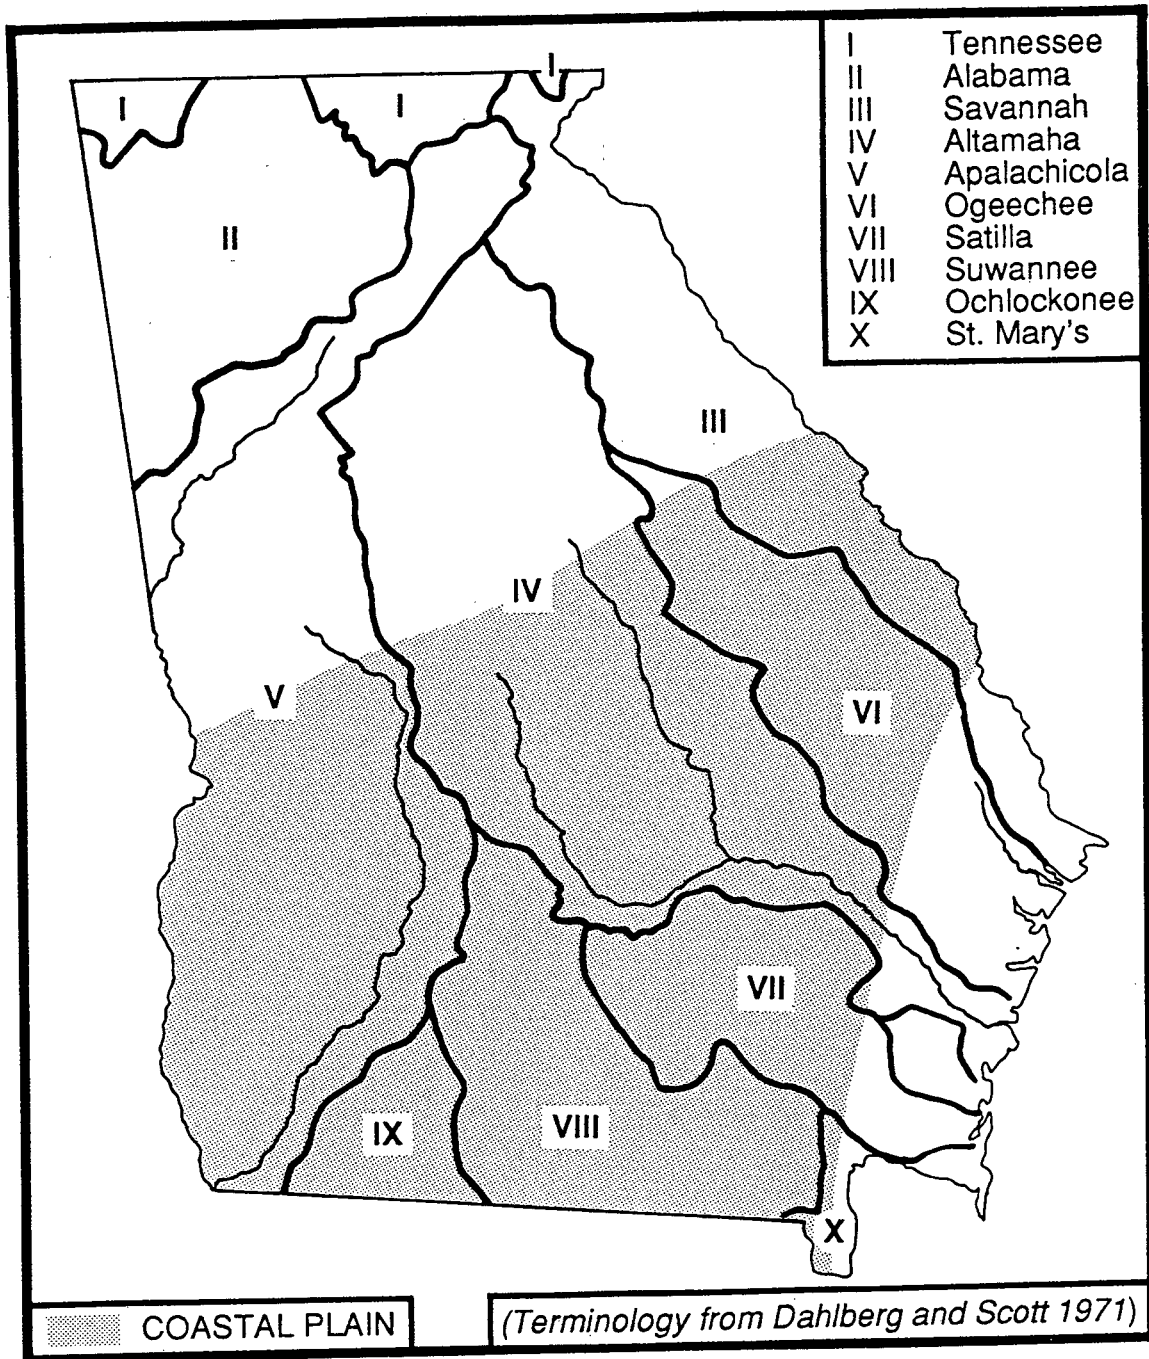 I Tennessee
II Alabama
III Savannah
IV Altamaha
V Apalachicola
VI Ogeechee
VII Satilla
VIII Suwannee
IX Ochlockonee
X St. Mary's
I
I
I
II
III
IV
V
VI
VII
VIII
IX
X
COASTAL PLAIN
(Terminology from Dahlberg and Scott 1971)